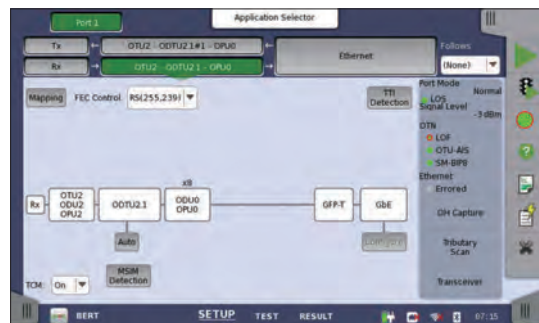 Port 1
Application Selector
Tx
OTU2 - ODTU2.1#1 - OPU0
Ethernet
Follows
Rx
OTU2 - ODTU2.1 - OPU0
(None)
Mapping
FEC Control
RS(255,239)
TTI Detection
Port Mode
Normal
LOS
Signal Level
-3dBm
OTN
LOF
OTU-AIS
SM-BIP8
Ethernet
Errored
x8
Rx
OTU2
ODU2
OPU2
ODTU2.1
ODU0
OPU0
GFP-T
GbE
OH Capture
Auto
Configure
Tributary Scan
MSIM Detection
TCM:
On
Transceiver
BERT
SETUP
TEST
RESULT
07:15